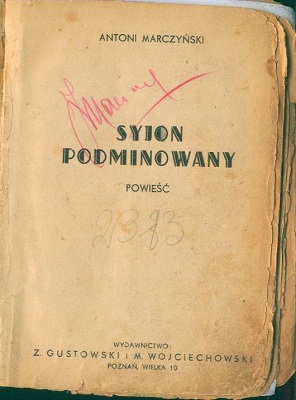 ANTONI MARCZYŃSKI
SYJON
PODMINOWANY
POWIEŚĆ
2383
WYDAWNICTWO:
Z. GUSTOWSKI i M. WOJCIECHOWSKI
POZNAŃ, WIELKA 10